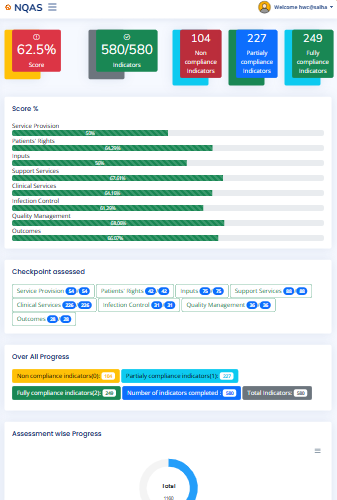 NQAS
Welcome hwc@salha
62.5%
Score
580/580
Indicators
104
Non
compliance
Indicators
227
Partialy
compliance
Indicators
249
Fully
compliance
Indicators
Score %
Service Provision
50%
Patients' Rights
64.29%
Inputs
56%
Support Services
67.61%
Clinical Services
64.16%
Infection Control
61.29%
Quality Management
68.06%
Outcomes
66.07%
Checkpoint assessed
Service Provision 54 / 54 Patients' Rights 42 / 42 Inputs 75 / 75 Support Services 88 / 88
Clinical Services 226 / 226 Infection Control 31 / 31 Quality Management 36 / 36
Outcomes 28 / 28
Over All Progress
Non compliance indicators(0): 104 Partialy compliance indicators(1): 227
Fully compliance indicators(2): 249 Number of indicators completed : 580 Total Indicators: 580
Assessment wise Progress
Total
1160